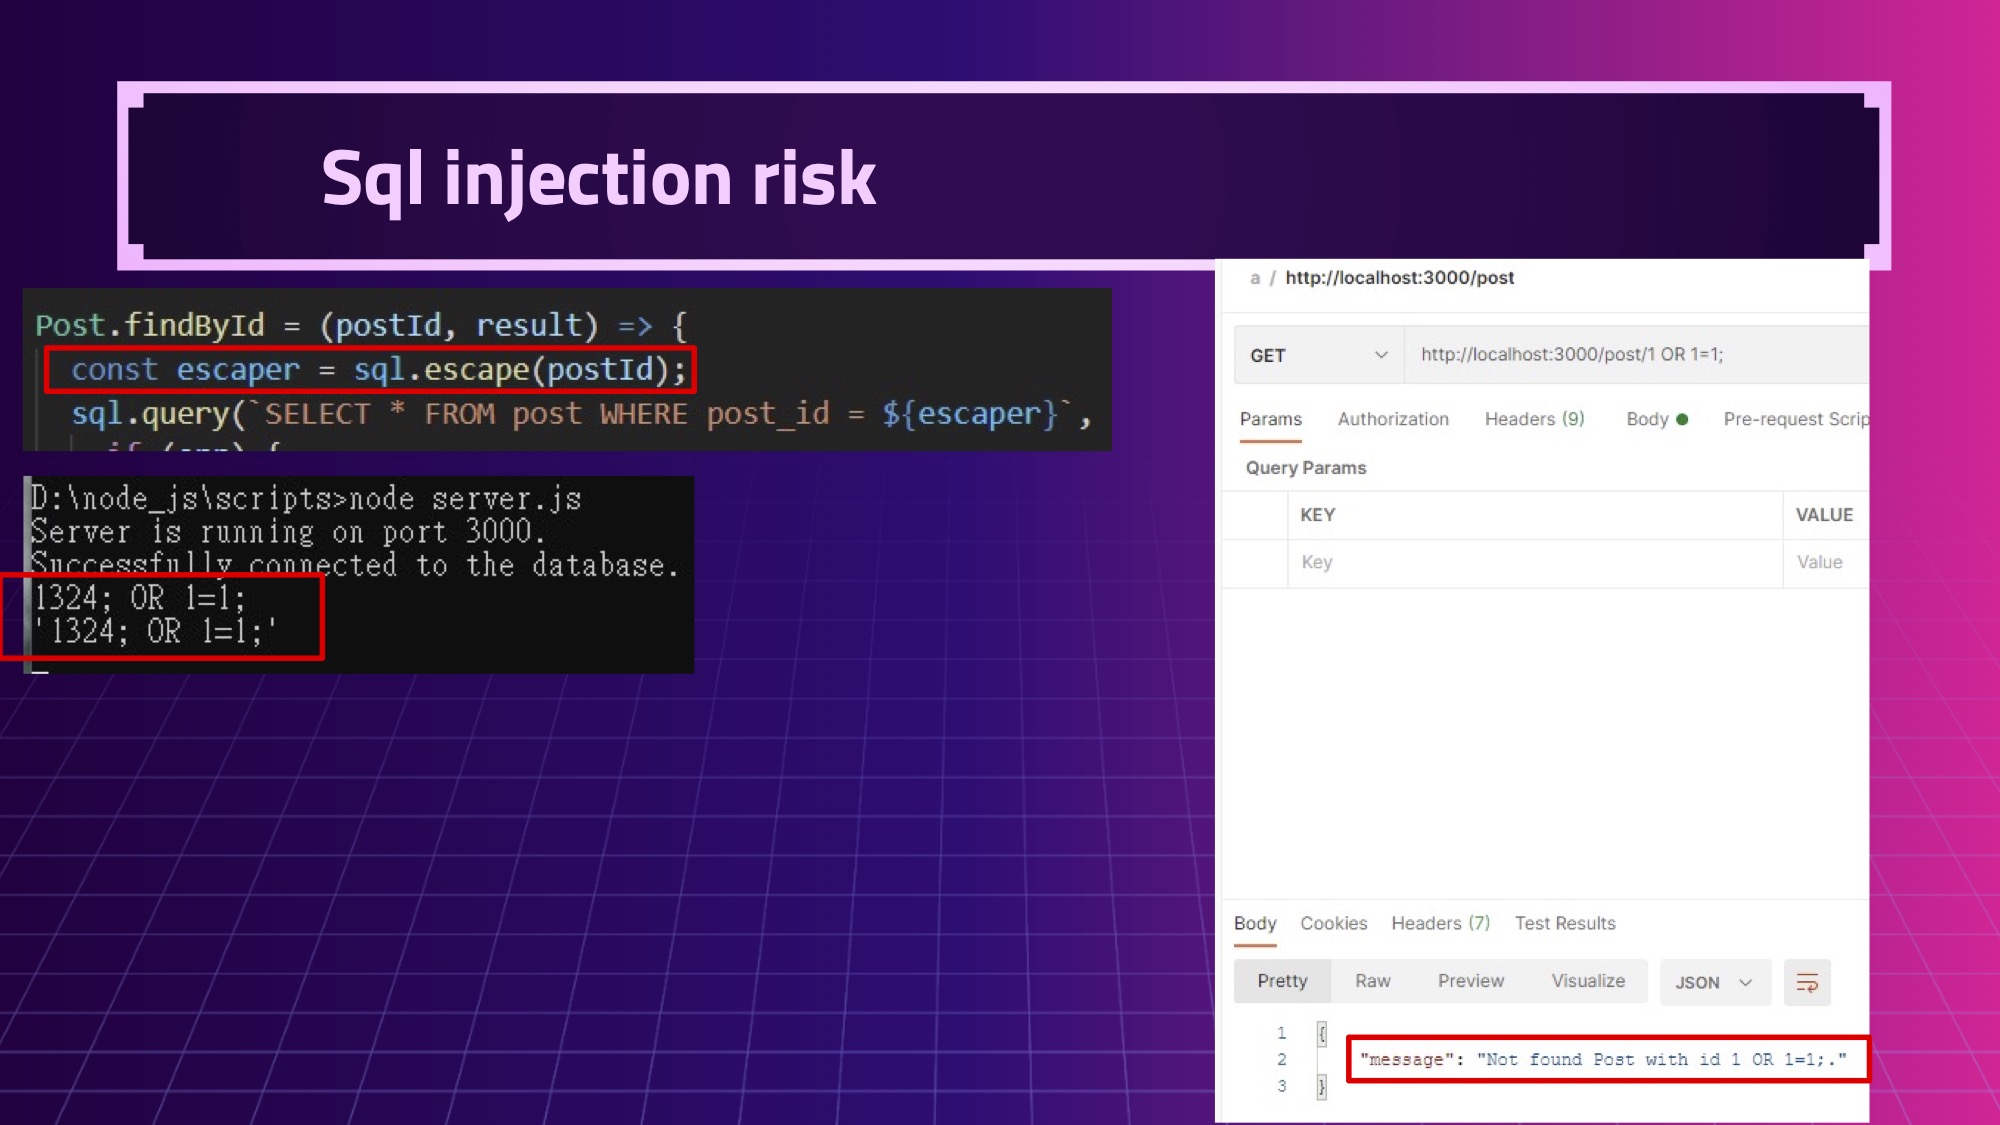 Sql injection risk
Post.findById = (postId, result) => {
const escaper = sql.escape(postId);
sql.query(`SELECT * FROM post WHERE post_id = ${escaper}`,
D:\node_js\scripts>node server.js
Server is running on port 3000.
Successfully connected to the database.
1324; OR 1=1;
'1324; OR 1=1;'
a / http://localhost:3000/post
GET http://localhost:3000/post/1 OR 1=1;
Params Authorization Headers (9) Body Pre-request Scrip
Query Params
KEY VALUE
Key Value
Body Cookies Headers (7) Test Results
Pretty Raw Preview Visualize JSON
1 {
2 "message": "Not found Post with id 1 OR 1=1;."
3 }